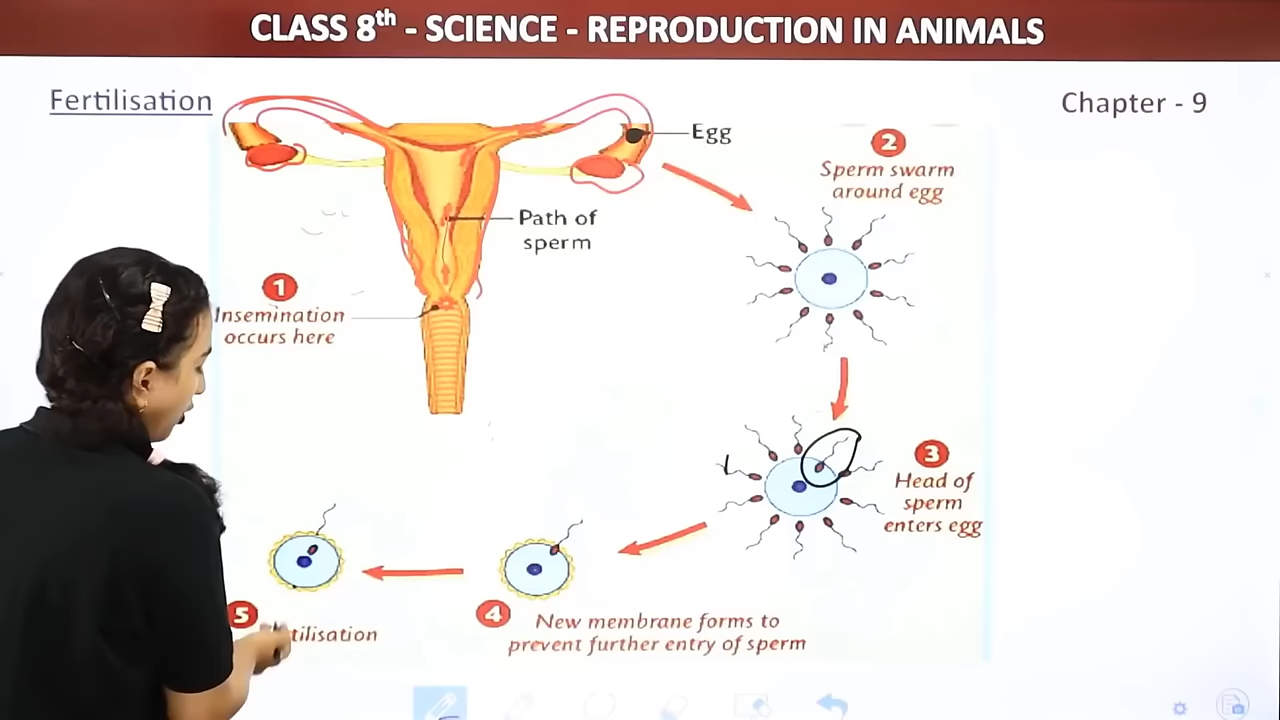 CLASS 8th - SCIENCE - REPRODUCTION IN ANIMALS
Fertilisation
Chapter - 9
Egg
Path of
sperm
1
Insemination
occurs here
2
Sperm swarm
around egg
3
Head of
sperm
enters egg
4
New membrane forms to
prevent further entry of sperm
5
tilisation